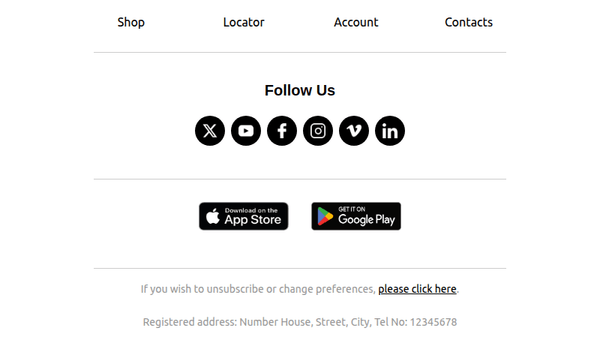 Shop Locator Account Contacts
Follow Us
Download on the GET IT ON
App Store Google Play
If you wish to unsubscribe or change preferences, please click here.
Registered address: Number House, Street, City, Tel No: 12345678